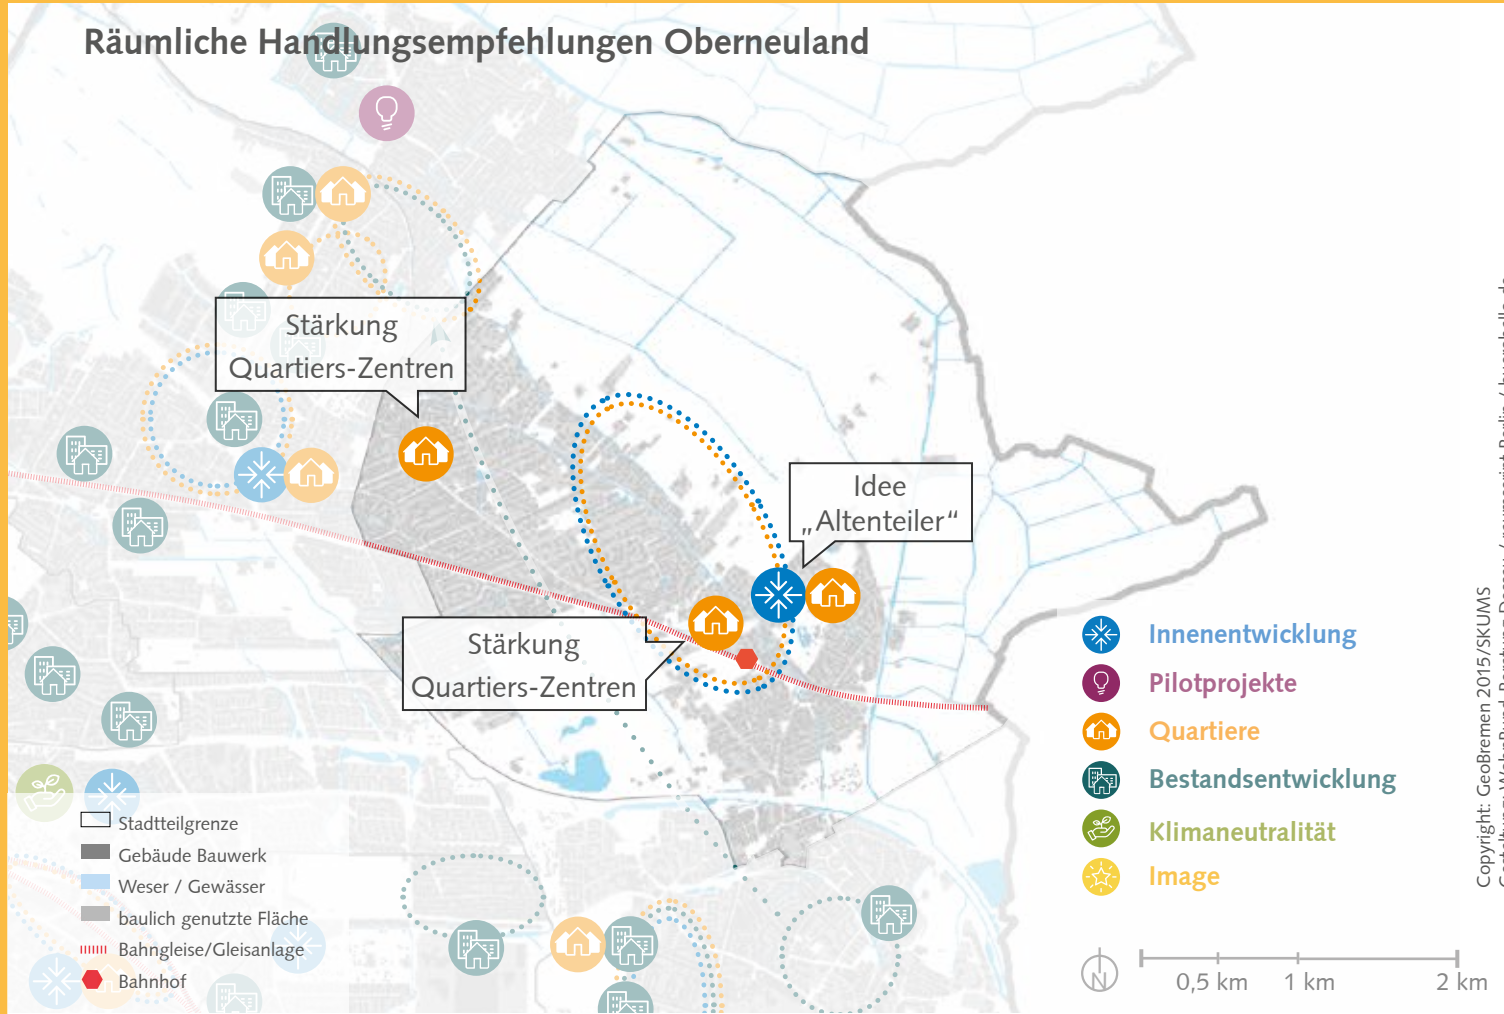 Räumliche Handlungsempfehlungen Oberneuland
Stärkung
Quartiers-Zentren
Idee
„Altenteiler“
Stärkung
Quartiers-Zentren
Innenentwicklung
Pilotprojekte
Quartiere
Bestandsentwicklung
Klimaneutralität
Image
Stadtteilgrenze
Gebäude Bauwerk
Weser / Gewässer
baulich genutzte Fläche
Bahngleise/Gleisanlage
Bahnhof
N
0,5 km
1 km
2 km
Copyright: GeoBremen 2015/SKUMS